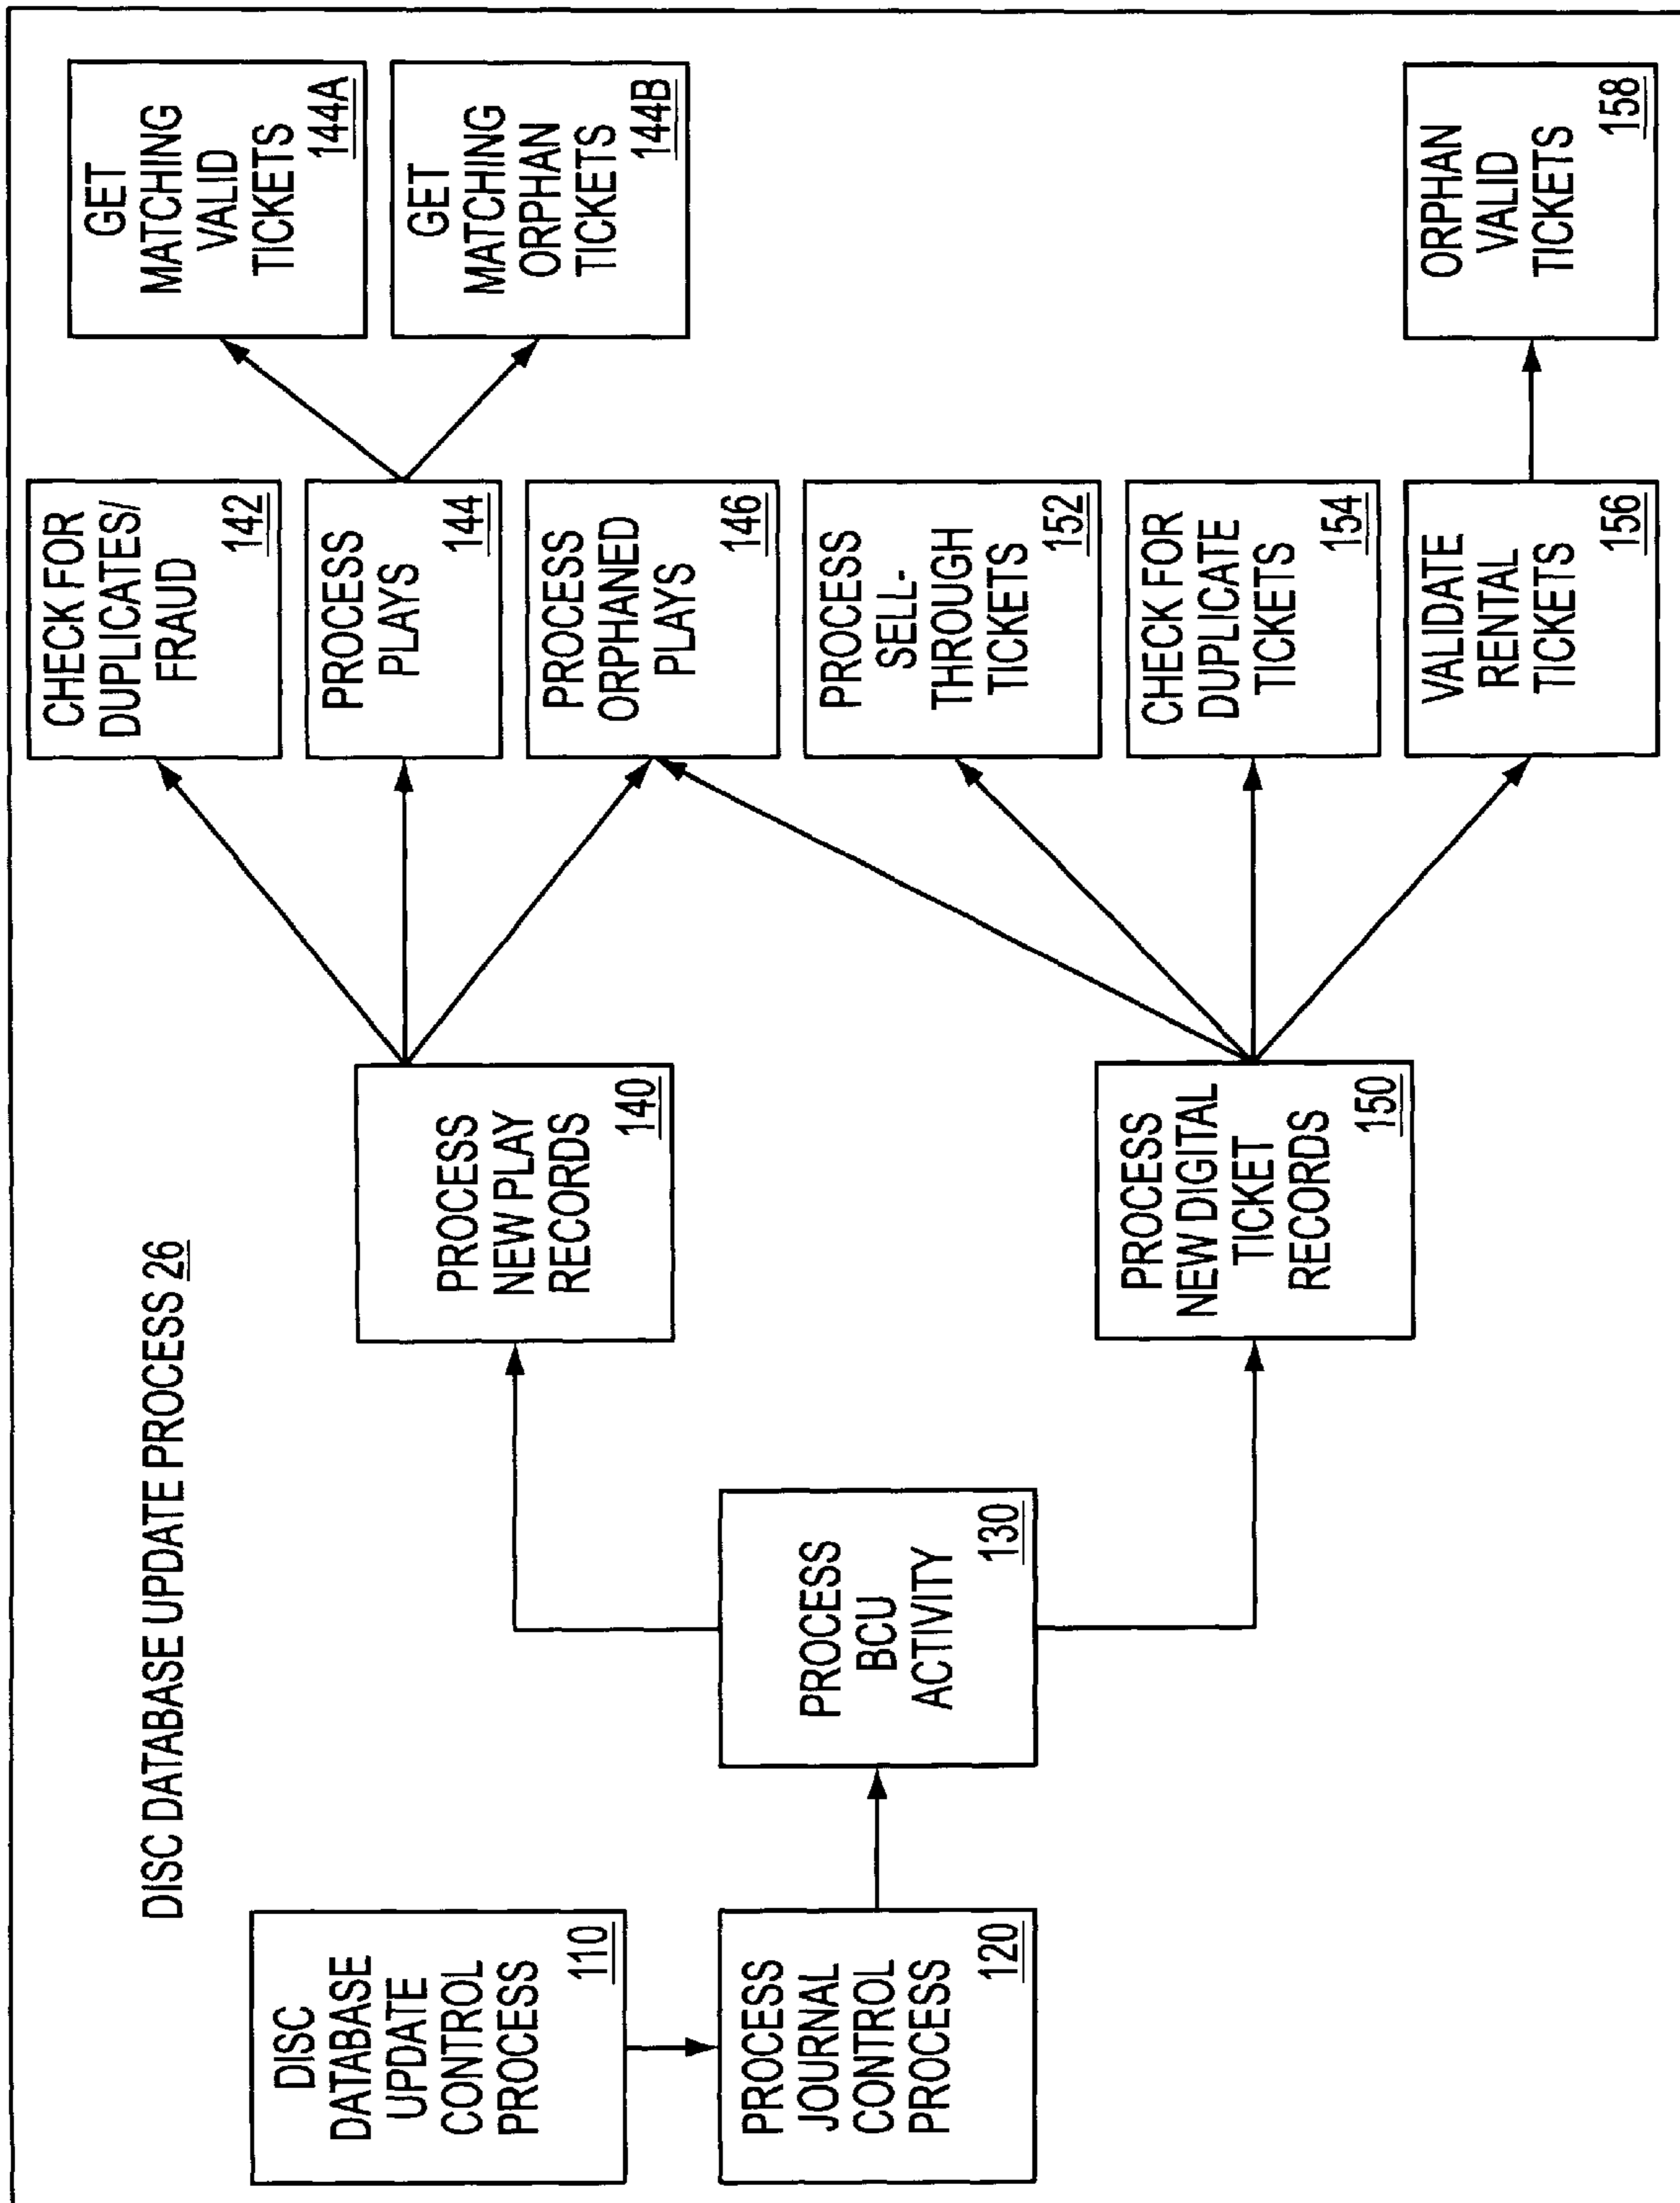 DISC DATABASE UPDATE PROCESS 26
DISC
DATABASE
UPDATE
CONTROL
PROCESS
110
PROCESS
JOURNAL
CONTROL
PROCESS
120
PROCESS
BCU
ACTIVITY
130
PROCESS
NEW PLAY
RECORDS
140
PROCESS
NEW DIGITAL
TICKET
RECORDS
150
CHECK FOR
DUPLICATES/
FRAUD
142
PROCESS
PLAYS
144
PROCESS
ORPHANED
PLAYS
146
PROCESS
SELL-
THROUGH
TICKETS
152
CHECK FOR
DUPLICATE
TICKETS
154
VALIDATE
RENTAL
TICKETS
156
GET
MATCHING
VALID
TICKETS
144A
GET
MATCHING
ORPHAN
TICKETS
144B
ORPHAN
VALID
TICKETS
158